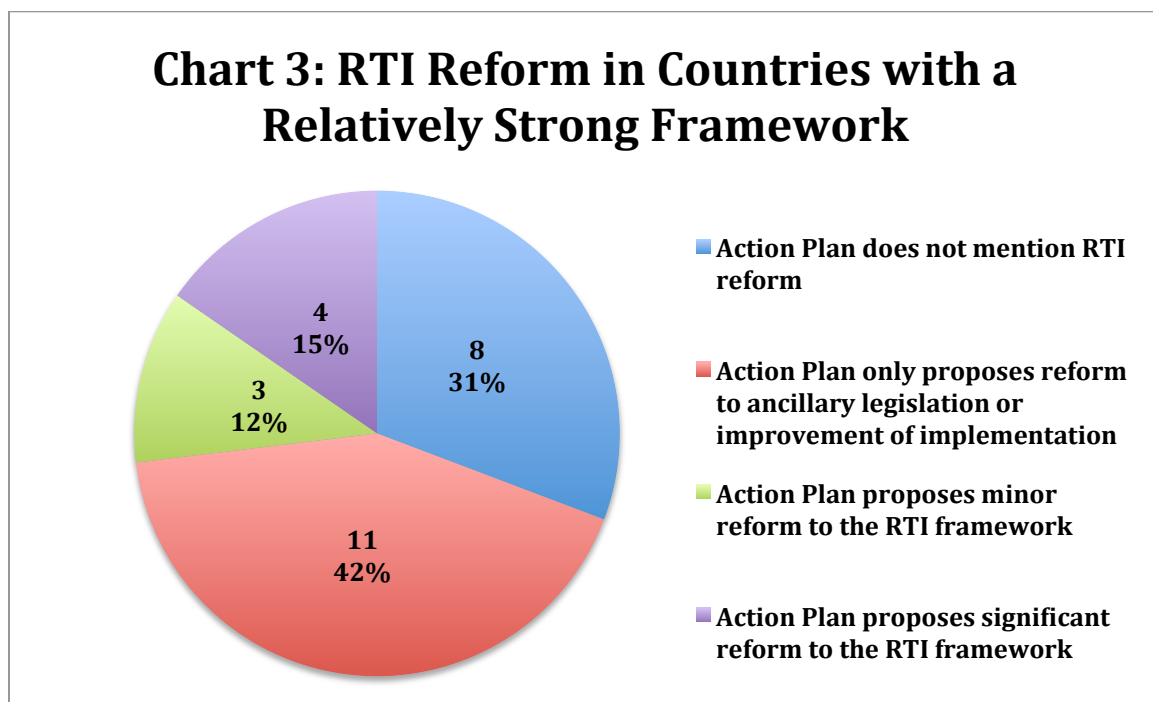 Chart 3: RTI Reform in Countries with a
Relatively Strong Framework
4
15%
8
31%
3
12%
11
42%
Action Plan does not mention RTI
reform
Action Plan only proposes reform
to ancillary legislation or
improvement of implementation
Action Plan proposes minor
reform to the RTI framework
Action Plan proposes significant
reform to the RTI framework